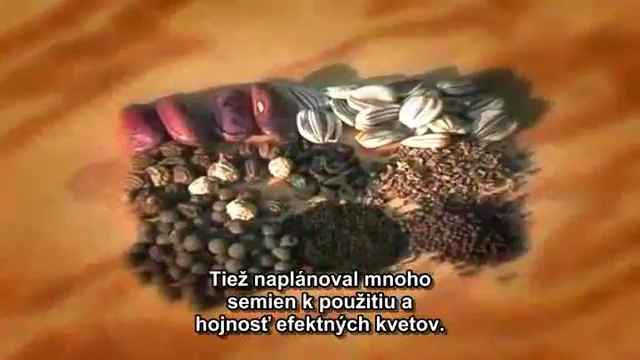 Tiež naplánoval mnoho
semien k použitiu a
hojnosť efektných kvetov.